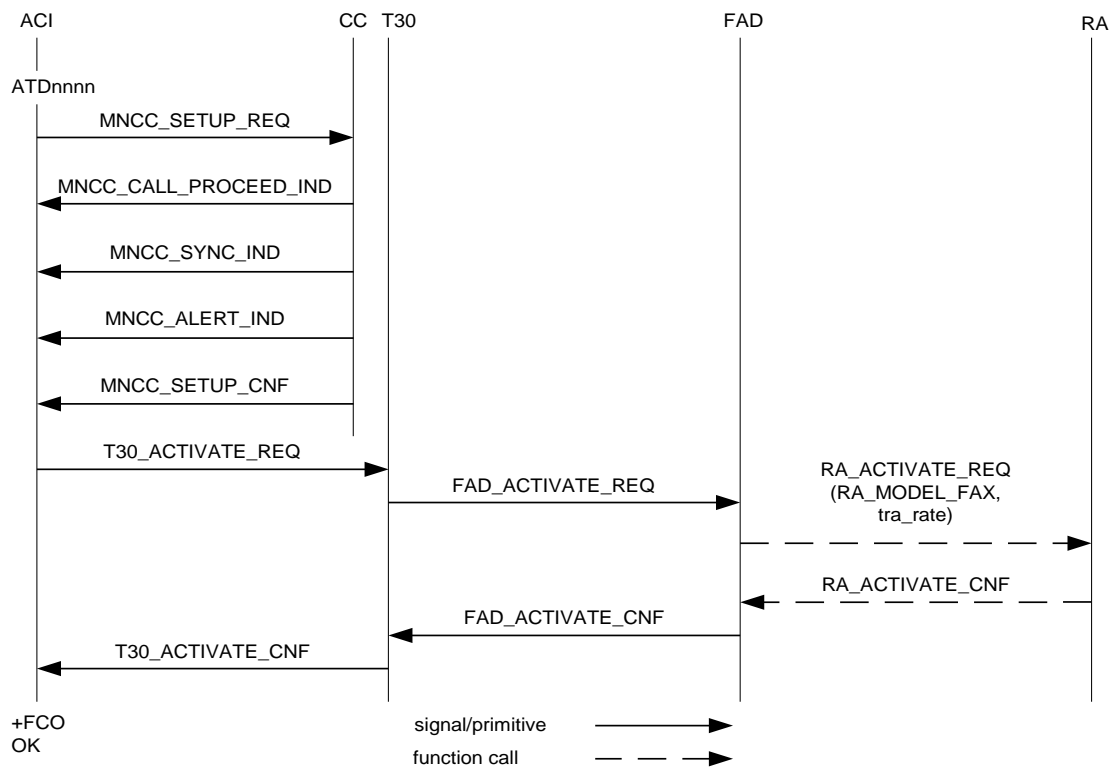 ACI
CC
T30
FAD
RA
ATDnnnn
MNCC_SETUP_REQ
MNCC_CALL_PROCEED_IND
MNCC_SYNC_IND
MNCC_ALERT_IND
MNCC_SETUP_CNF
T30_ACTIVATE_REQ
FAD_ACTIVATE_REQ
RA_ACTIVATE_REQ
(RA_MODEL_FAX,
tra_rate)
RA_ACTIVATE_CNF
FAD_ACTIVATE_CNF
T30_ACTIVATE_CNF
+FCO
OK
signal/primitive
function call